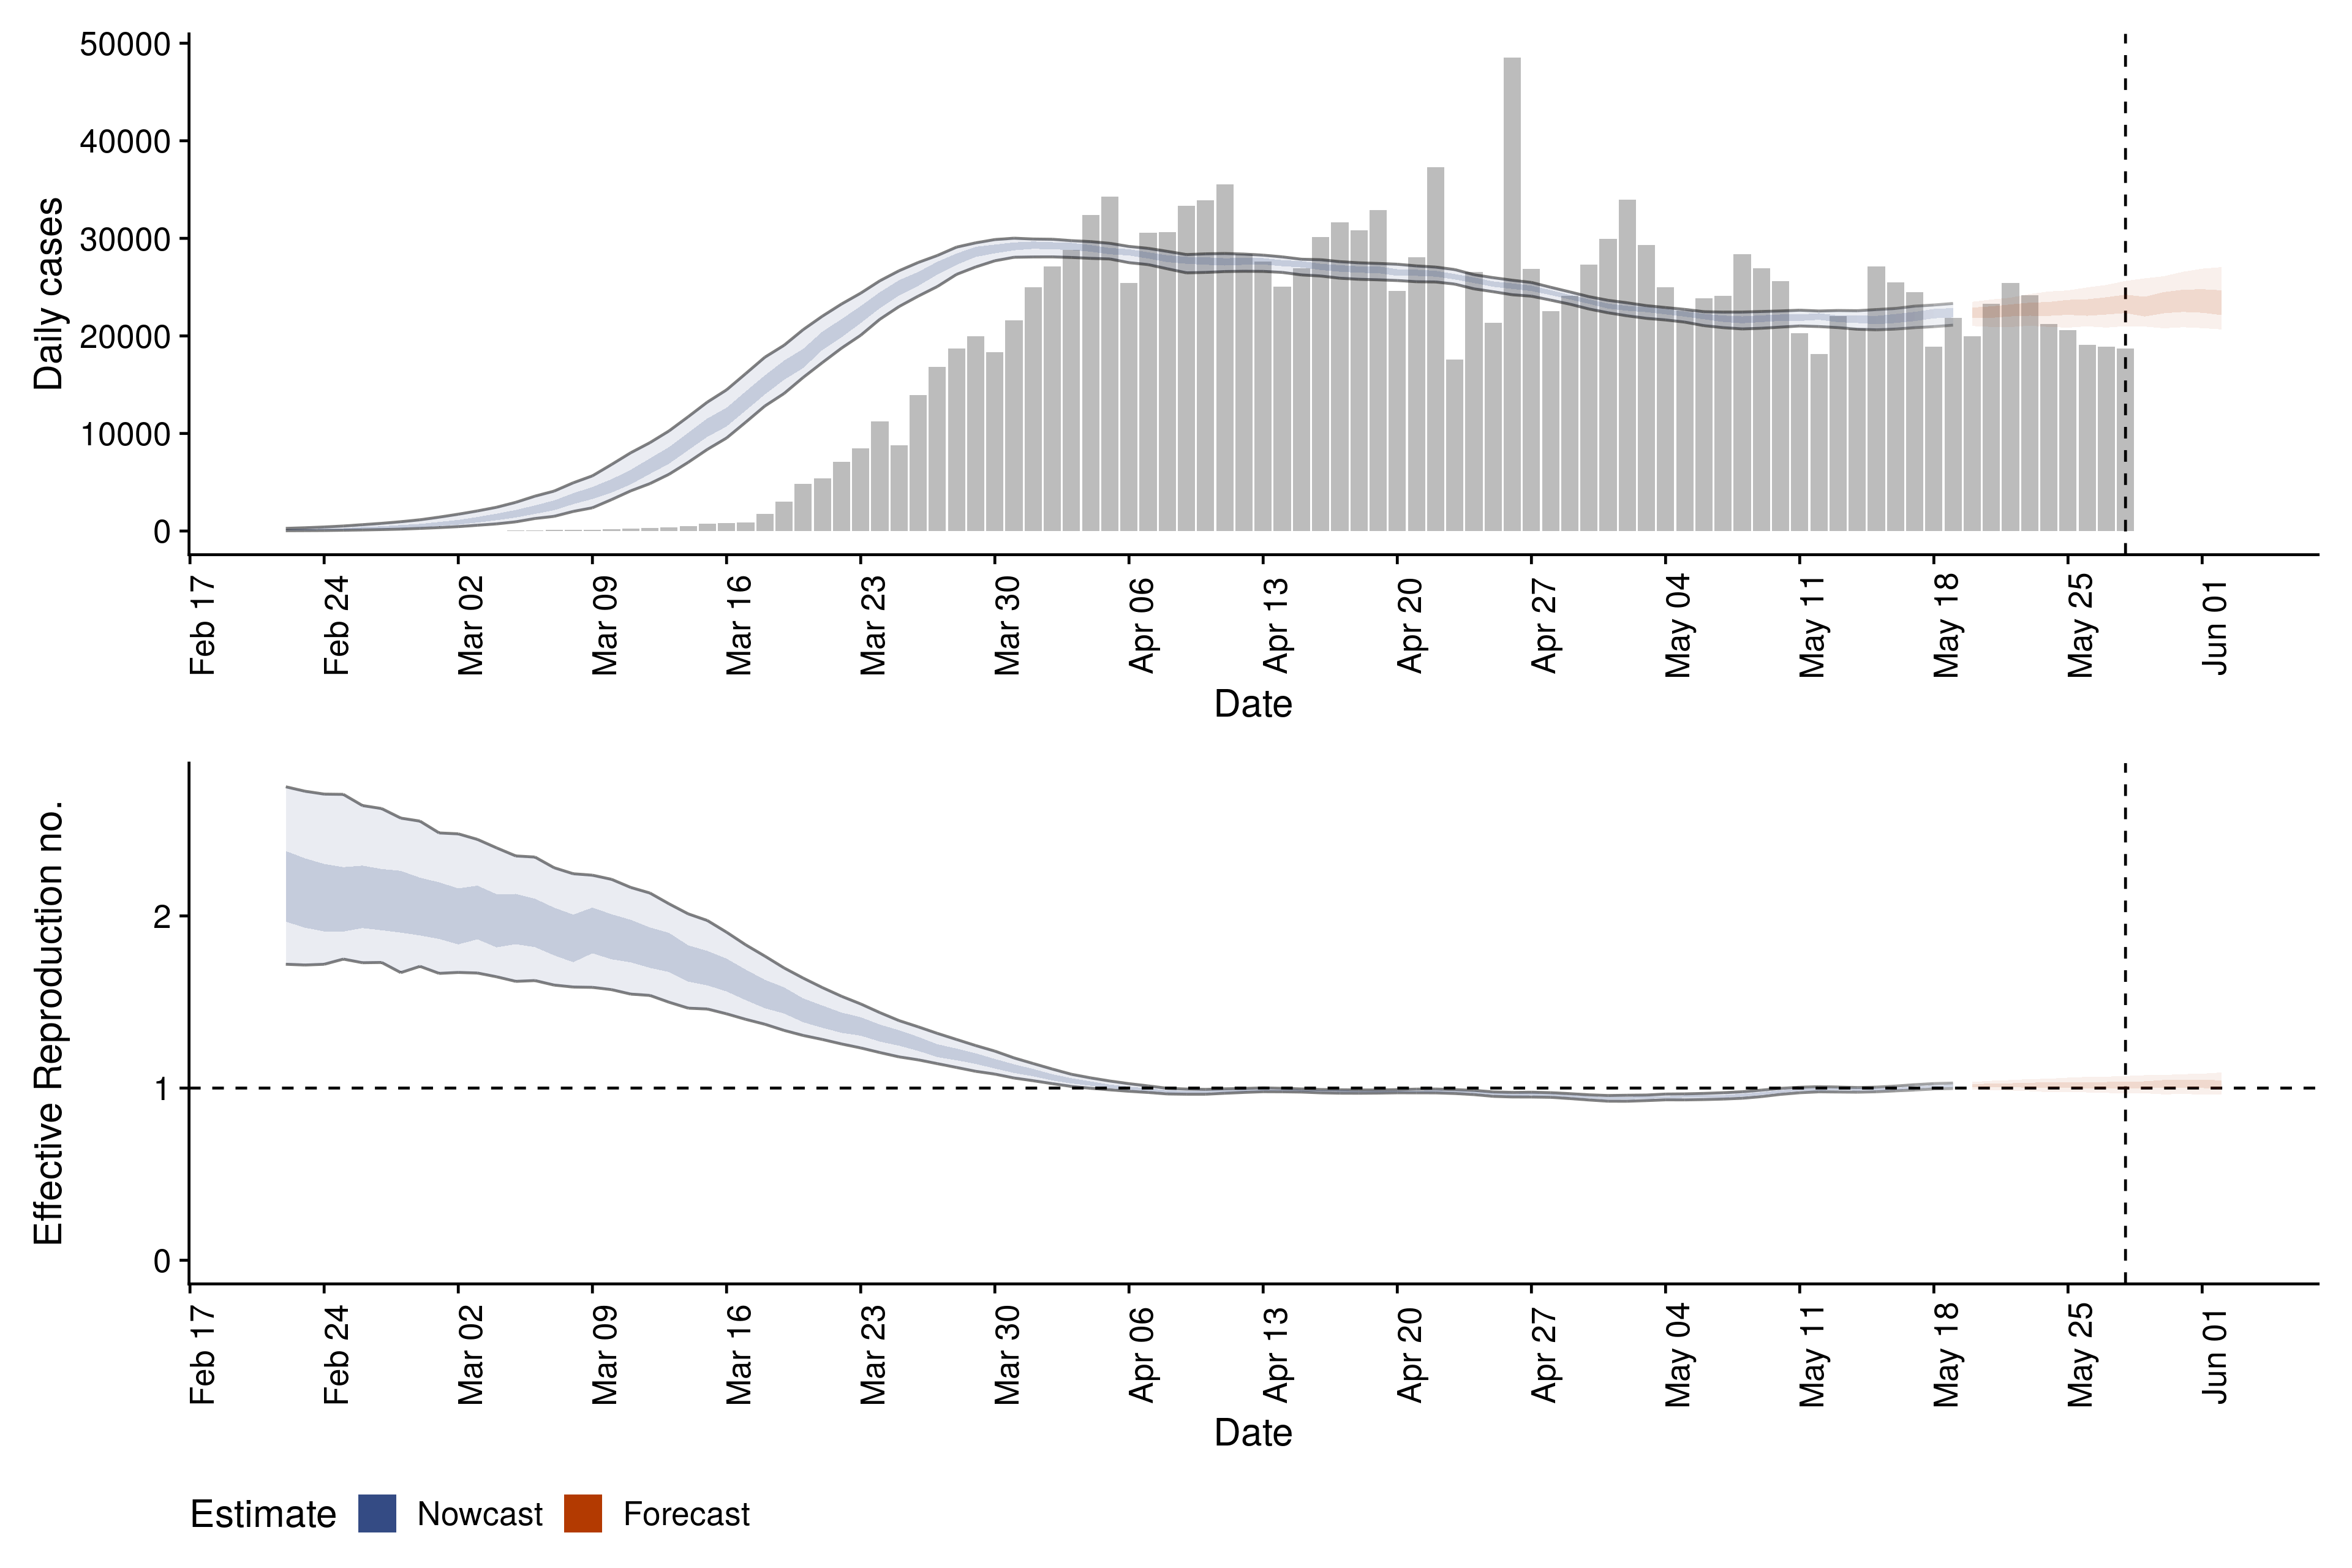 50000
40000
30000
20000
10000
0
Daily cases
Feb 17
Feb 24
Mar 02
Mar 09
Mar 16
Mar 23
Mar 30
Apr 06
Apr 13
Apr 20
Apr 27
May 04
May 11
May 18
May 25
Jun 01
Date
2
1
0
Effective Reproduction no.
Feb 17
Feb 24
Mar 02
Mar 09
Mar 16
Mar 23
Mar 30
Apr 06
Apr 13
Apr 20
Apr 27
May 04
May 11
May 18
May 25
Jun 01
Date
Estimate Nowcast Forecast